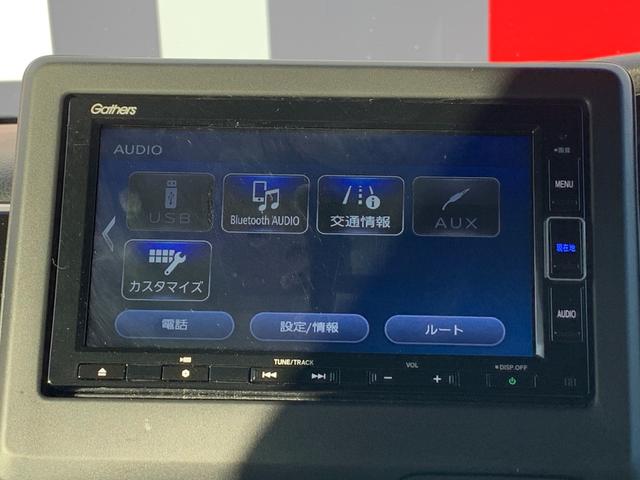 Gathers
AUDIO
USB
Bluetooth AUDIO
交通情報
AUX
カスタマイズ
電話
設定/情報
ルート
MENU
現在地
AUDIO
TUNE/TRACK
VOL
DISP.OFF